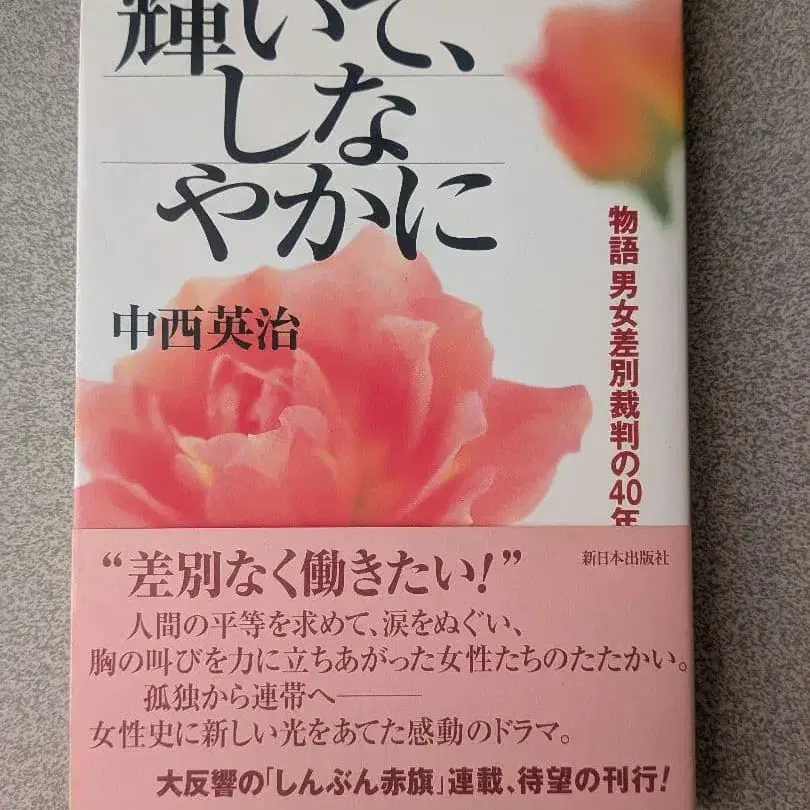 輝いて、
しな
やかに
中西英治
物語 男女差別裁判の40年
新日本出版社
“差別なく働きたい!”
人間の平等を求めて、涙をぬぐい、
胸の叫びを力に立ちあがった女性たちのたたかい。
孤独から連帯へ———
女性史に新しい光をあてた感動のドラマ。
大反響の「しんぶん赤旗」連載、待望の刊行!